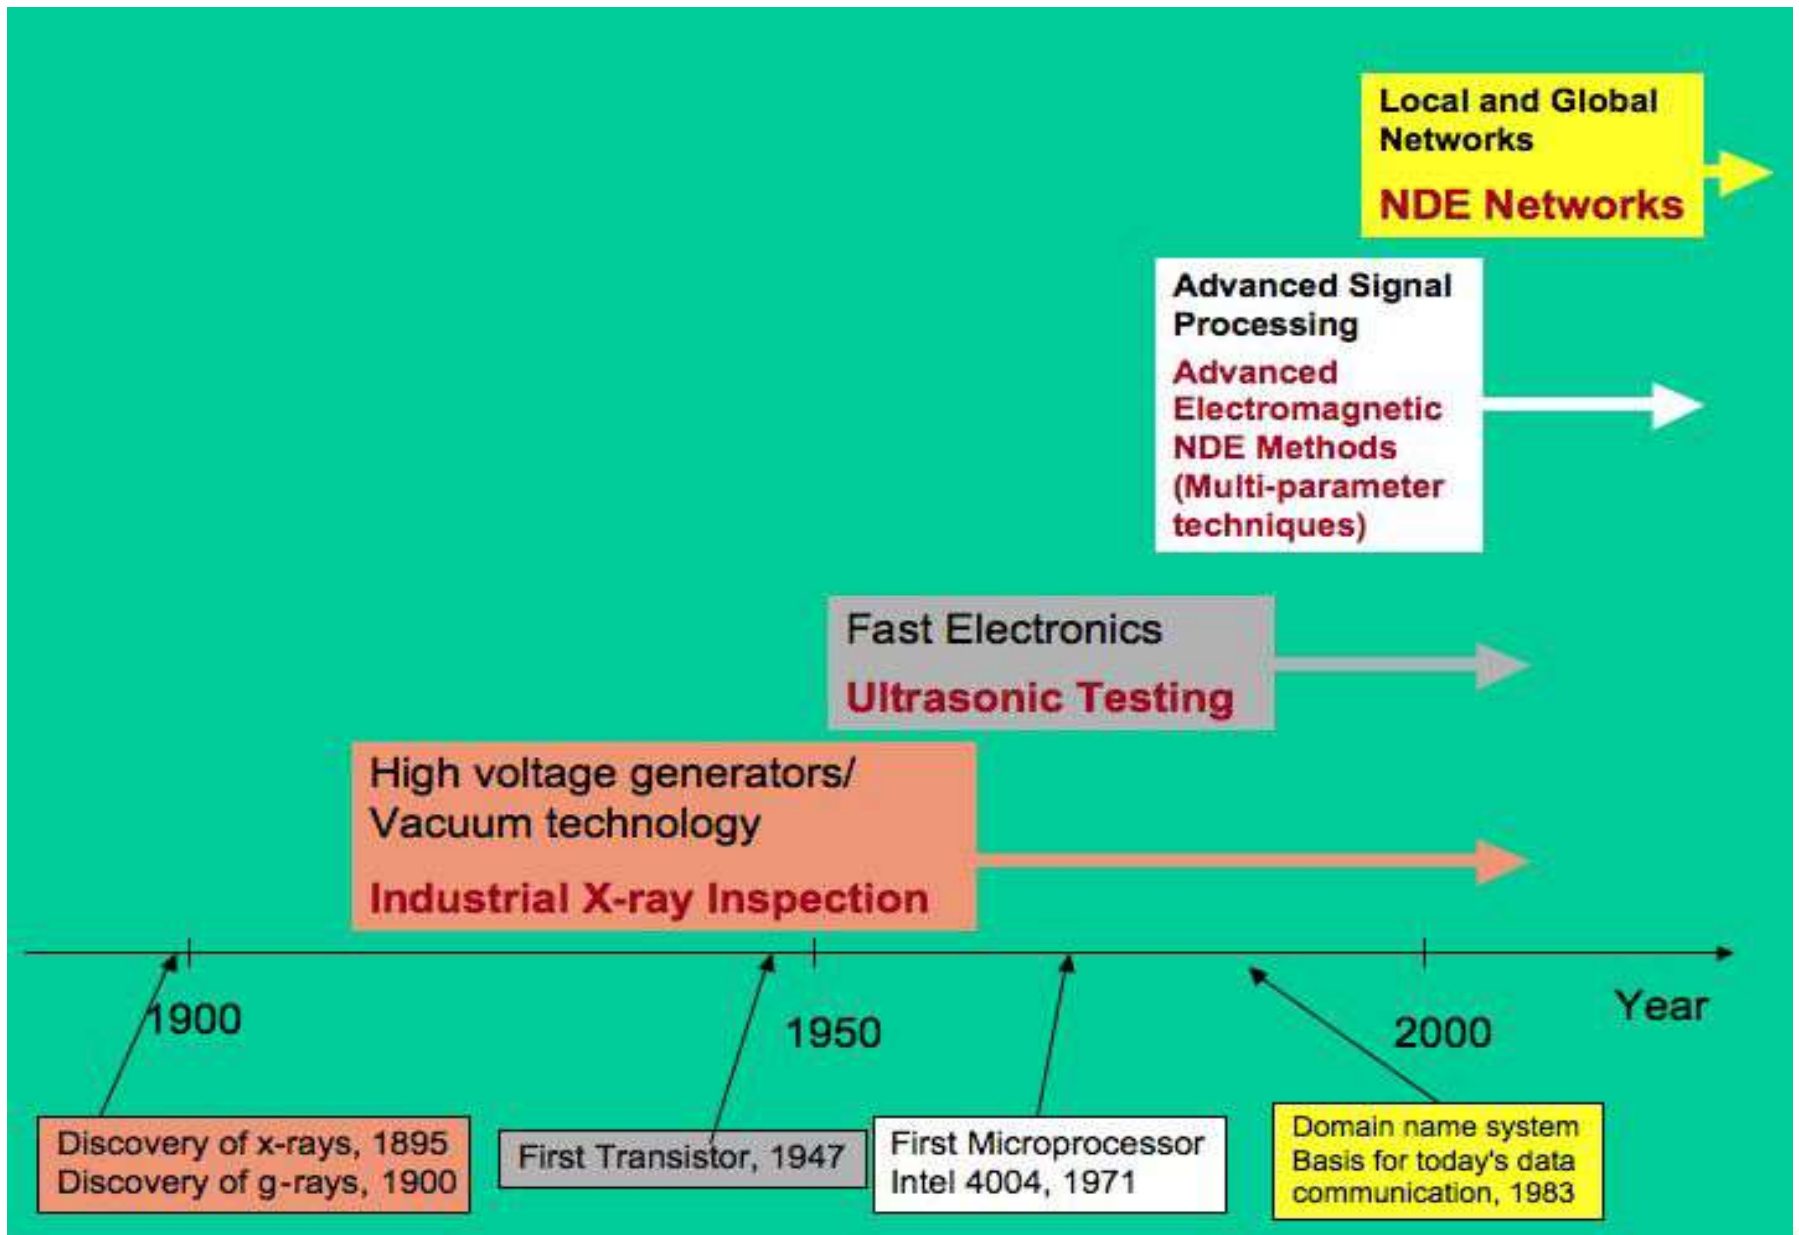 Local and Global
Networks
NDE Networks
Advanced Signal
Processing
Advanced
Electromagnetic
NDE Methods
(Multi-parameter
techniques)
Fast Electronics
Ultrasonic Testing
High voltage generators/
Vacuum technology
Industrial X-ray Inspection
1900
1950
2000
Year
Discovery of x-rays, 1895
Discovery of g-rays, 1900
First Transistor, 1947
First Microprocessor
Intel 4004, 1971
Domain name system
Basis for today's data
communication, 1983